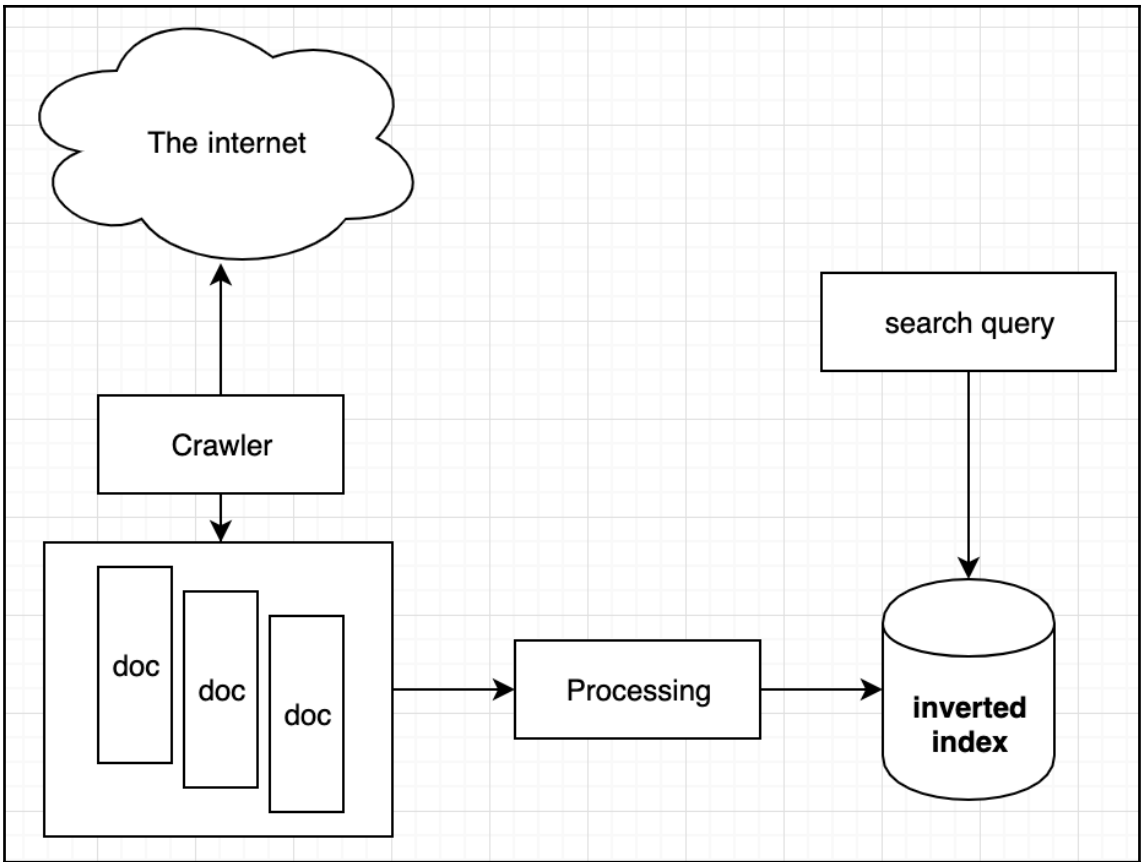 The internet
search query
Crawler
doc
doc
doc
Processing
inverted
index